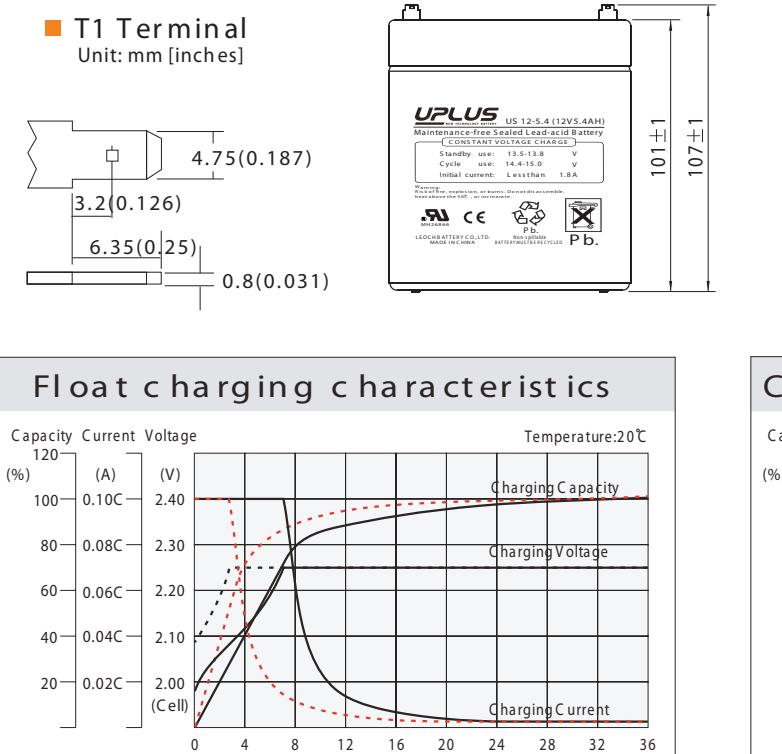 T1 Terminal
Unit: mm [inches]
4.75(0.187)
3.2(0.126)
6.35(0.25)
0.8(0.031)
UPLUS
US 12-5.4 (12V5.4AH)
Maintenance-free Sealed Lead-acid Battery
CONSTANT VOLTAGE CHARGE
Standby use: 13.5-13.8 V
Cycle use: 14.4-15.0 V
Initial current: Lessthan 1.8A
Warning:
Risk of fire, explosion, or burns. Do not disassemble,
heat above the 50℃, or incinerate.
MH26866
CE
Pb.
Non-spillable
BATTERY MUST BE RECYCLED
Pb.
LEOCH BATTERY CO., LTD.
MADE IN CHINA
101±1
107±1
Float charging characteristics
Capacity Current Voltage
Temperature:20℃
120
(%) (A) (V)
100 0.10C 2.40
80 0.08C 2.30
60 0.06C 2.20
40 0.04C 2.10
20 0.02C 2.00
(Cell)
Charging Capacity
Charging Voltage
Charging Current
0 4 8 12 16 20 24 28 32 36
C
Ca
(%